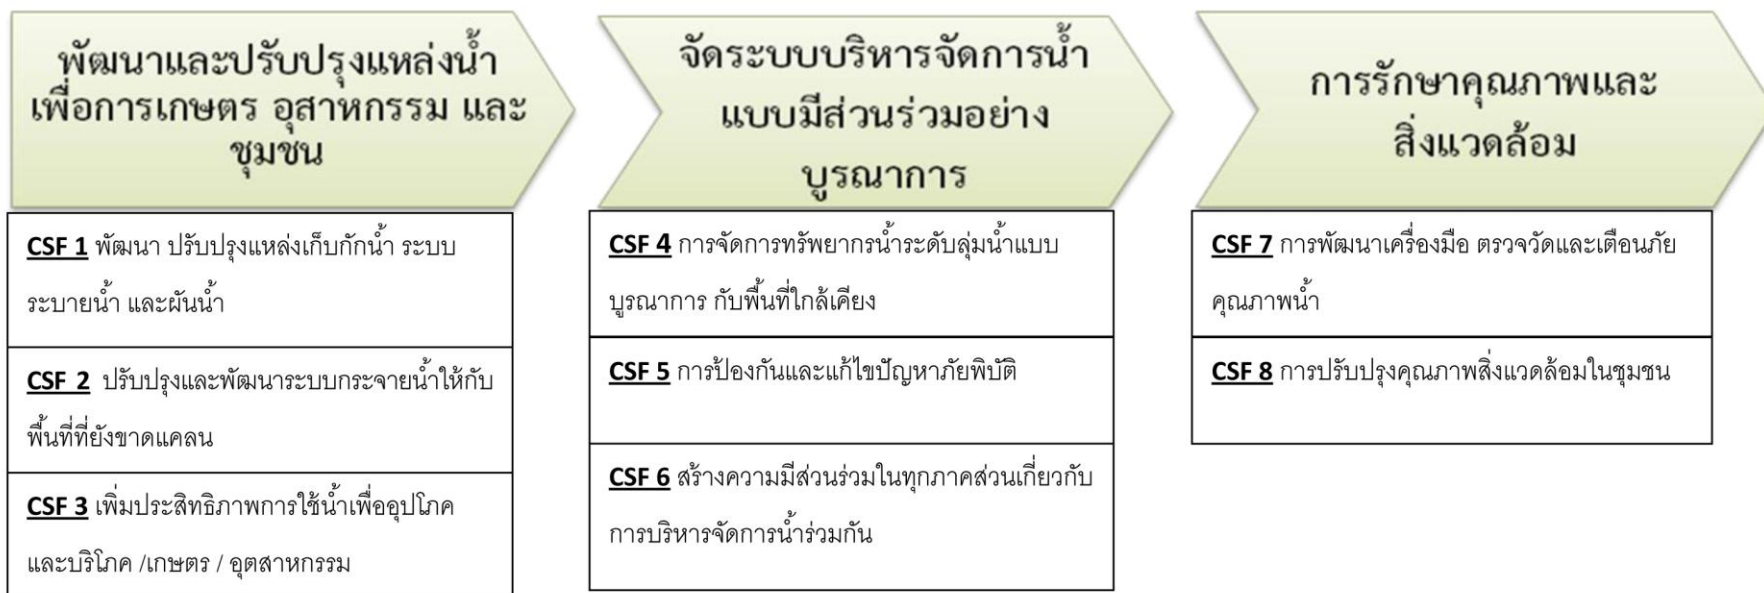 พัฒนาและปรับปรุงแหล่งน้ำ
เพื่อการเกษตร อุสาหกรรม และ
ชุมชน
CSF 1 พัฒนา ปรับปรุงแหล่งเก็บกักน้ำ ระบบ
ระบายน้ำ และผันน้ำ
CSF 2 ปรับปรุงและพัฒนาระบบกระจายน้ำให้กับ
พื้นที่ที่ยังขาดแคลน
CSF 3 เพิ่มประสิทธิภาพการใช้น้ำเพื่ออุปโภค
และบริโภค /เกษตร / อุตสาหกรรม
จัดระบบบริหารจัดการน้ำ
แบบมีส่วนร่วมอย่าง
บูรณาการ
CSF 4 การจัดการทรัพยากรน้ำระดับลุ่มน้ำแบบ
บูรณาการ กับพื้นที่ใกล้เคียง
CSF 5 การป้องกันและแก้ไขปัญหาภัยพิบัติ
CSF 6 สร้างความมีส่วนร่วมในทุกภาคส่วนเกี่ยวกับ
การบริหารจัดการน้ำร่วมกัน
การรักษาคุณภาพและ
สิ่งแวดล้อม
CSF 7 การพัฒนาเครื่องมือ ตรวจวัดและเตือนภัย
คุณภาพน้ำ
CSF 8 การปรับปรุงคุณภาพสิ่งแวดล้อมในชุมชน